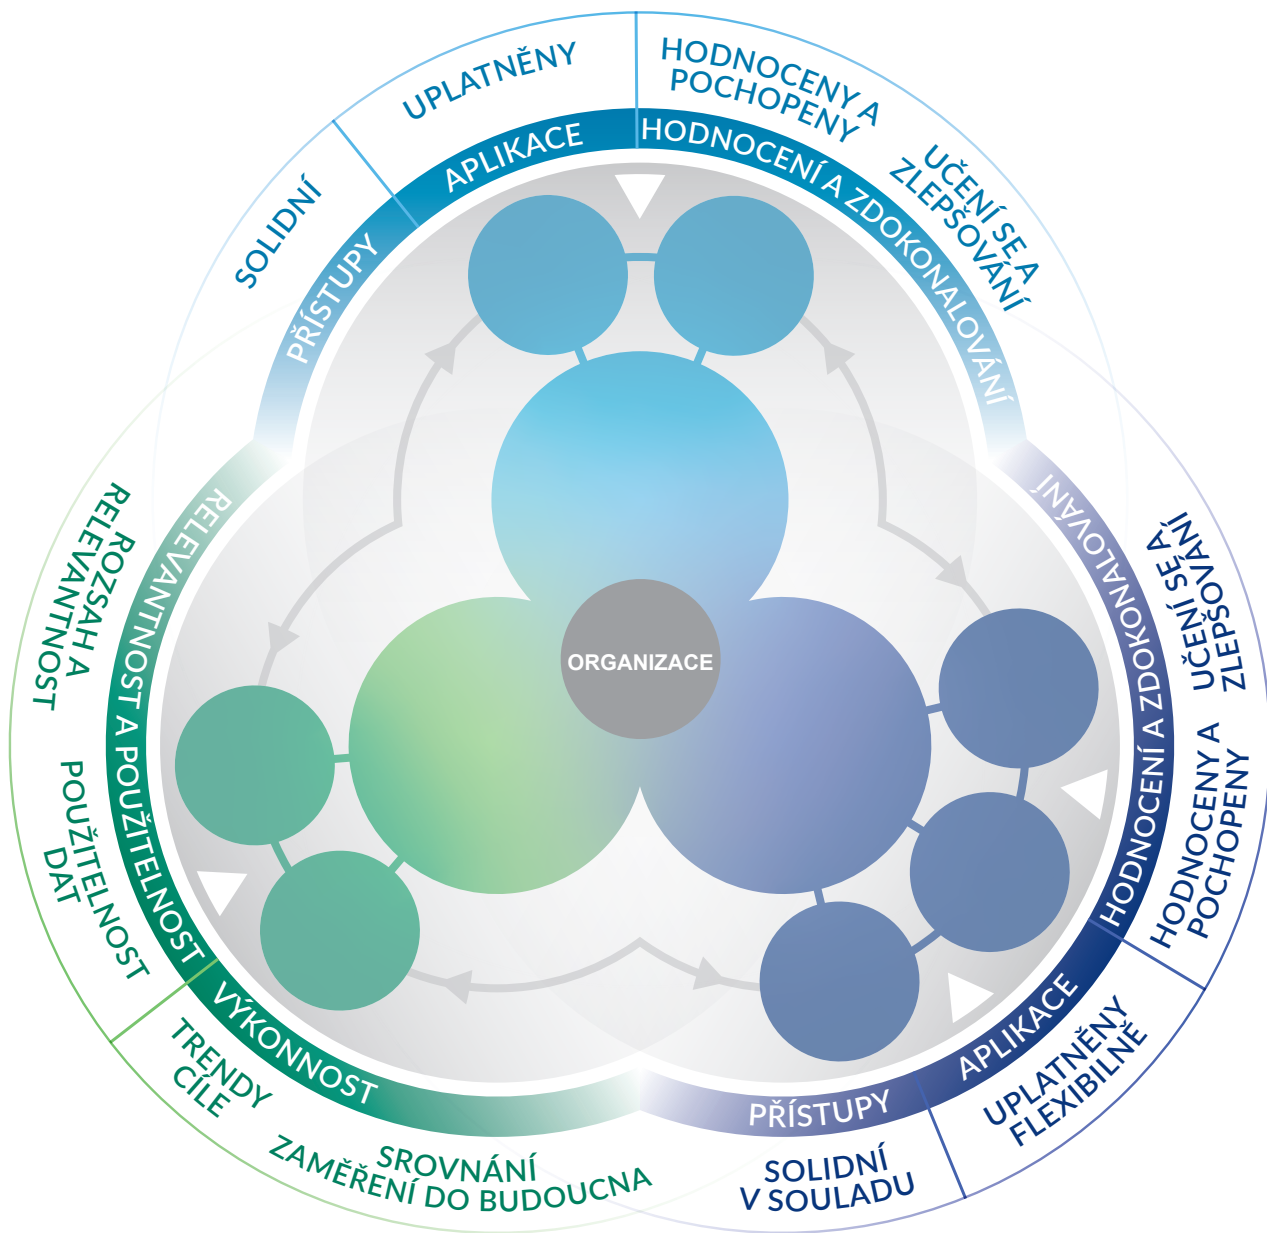 SOLIDNÍ
UPLATNĚNY
HODNOCENY A
POCHOPENY
UČENÍ SE A
ZLEPŠOVÁNÍ
PŘÍSTUPY
APLIKACE
HODNOCENÍ A ZDOKONALOVÁNÍ
ORGANIZACE
HODNOCENÍ A ZDOKONALOVÁNÍ
APLIKACE
PŘÍSTUPY
UČENÍ SE A
ZLEPŠOVÁNÍ
HODNOCENY A
POCHOPENY
UPLATNĚNY
FLEXIBILNĚ
SOLIDNÍ
V SOULADU
RELEVANTNOST A POUŽITELNOST
VÝKONNOST
ROZSAH A
RELEVANTNOST
POUŽITELNOST
DAT
TRENDY
CÍLE
SROVNÁNÍ
ZAMĚŘENÍ DO BUDOUCNA